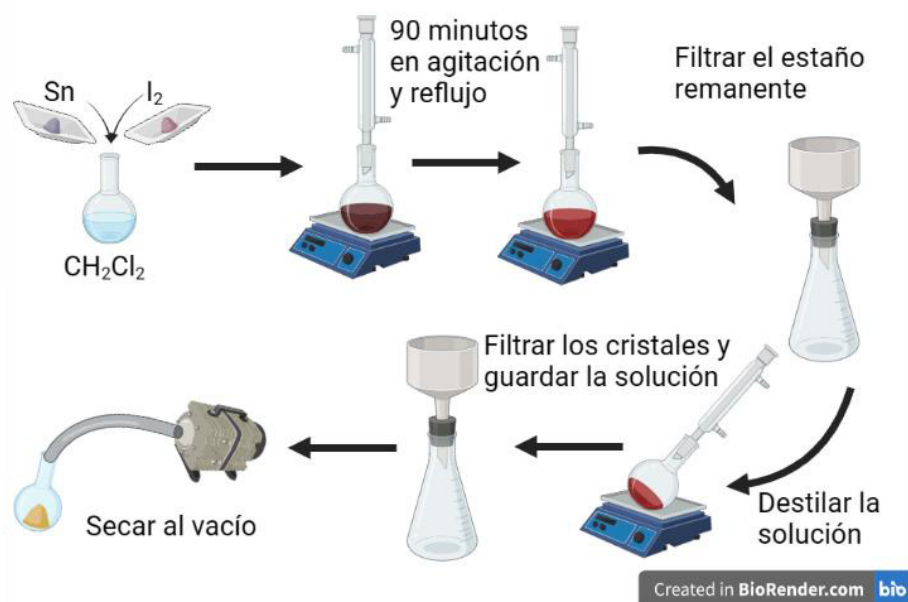 Sn
I₂
CH₂Cl₂
90 minutos
en agitación
y reflujo
Filtrar el estaño
remanente
Destilar la
solución
Filtrar los cristales y
guardar la solución
Secar al vacío
Created in BioRender.com bio